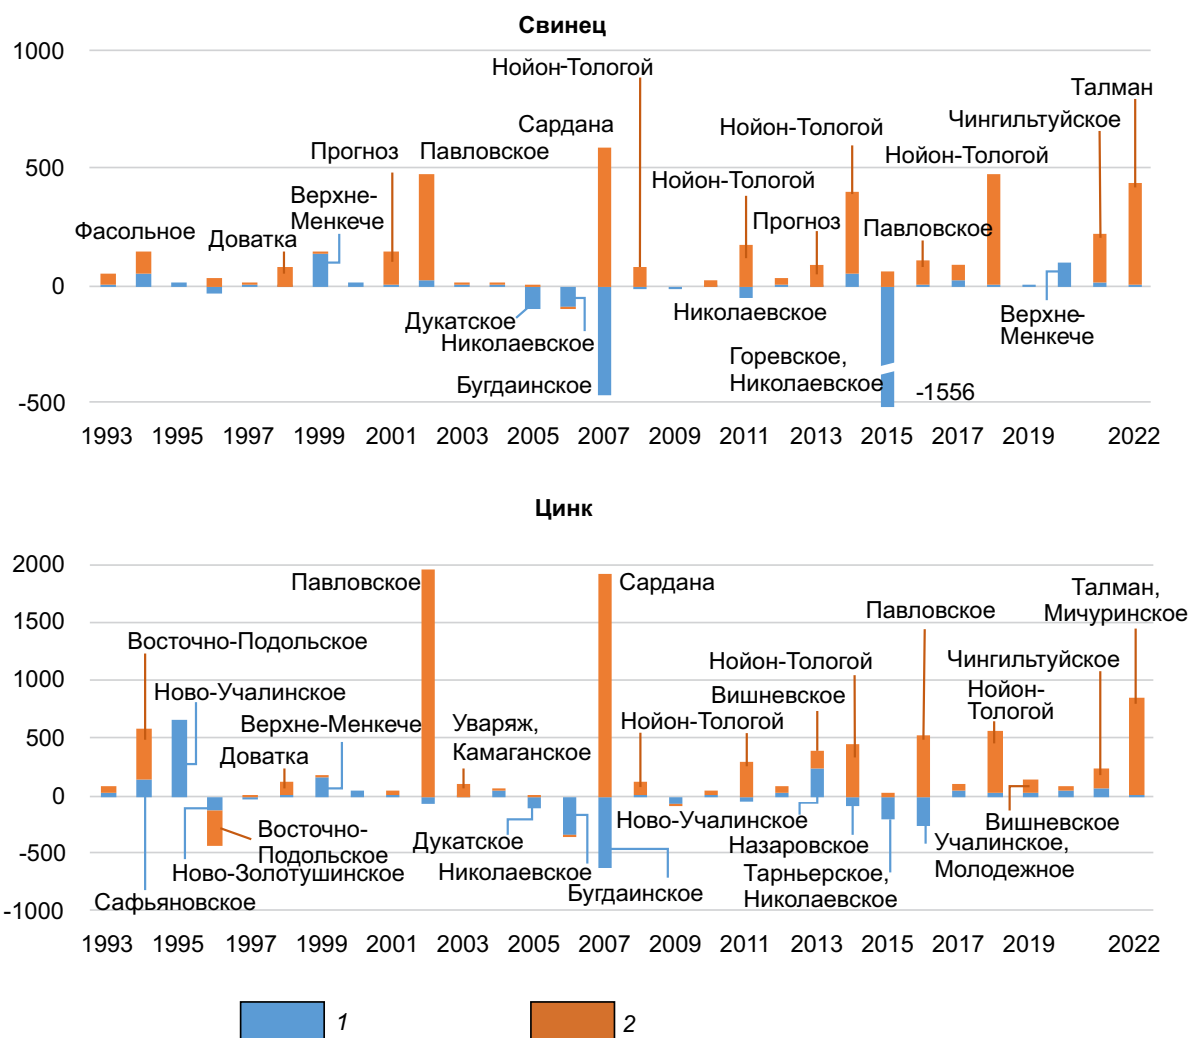 Свинец
1000
Нойон-Тологой
Талман
Чингильтуйское
Сардана
Нойон-Тологой
Прогноз
Павловское
Нойон-Тологой
500
Нойон-Тологой
Верхне-
Менкече
Прогноз
Павловское
Фасольное
Доватка
0
Дукатское
Николаевское
Николаевское
Верхне-
Менкече
Бугдаинское
Горевское,
Николаевское
-1556
-500
1993 1995 1997 1999 2001 2003 2005 2007 2009 2011 2013 2015 2017 2019 2022
Цинк
2000
Павловское
Сардана
Талман,
Мичуринское
1500
Павловское
Восточно-Подольское
Нойон-Тологой
Чингильтуйское
1000
Ново-Учалинское
Вишневское
Нойон-
Тологой
Верхне-Менкече
Уваряж,
Камаганское
Нойон-Тологой
500
Доватка
0
Ново-Учалинское
Вишневское
Восточно-
Подольское
Дукатское
Назаровское
Учалинское,
Молодежное
-500
Ново-Золотушинское
Николаевское
Тарньерское,
Николаевское
Бугдаинское
Сафьяновское
-1000
1993 1995 1997 1999 2001 2003 2005 2007 2009 2011 2013 2015 2017 2019 2022
1 2